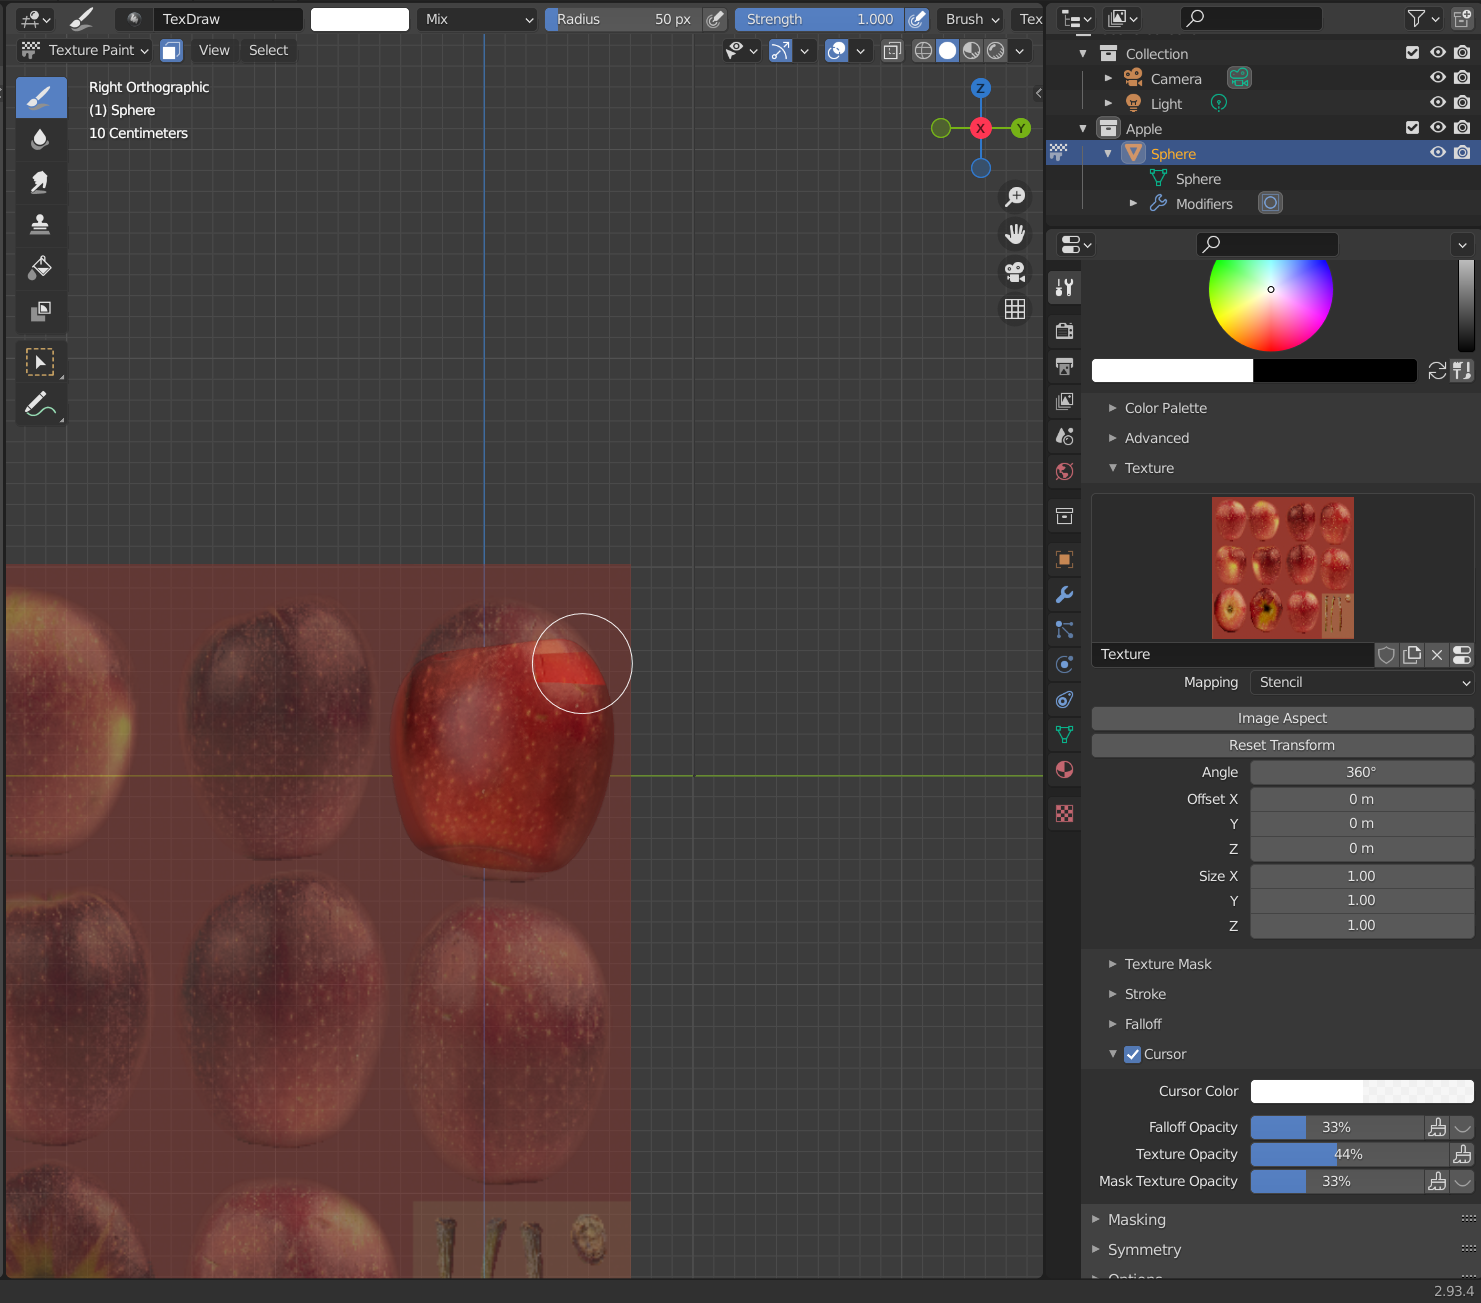 TexDraw Mix Radius 50 px Strength 1.000 Brush Tex
Texture Paint View Select
Right Orthographic
(1) Sphere
10 Centimeters
Z
X
Y
Collection
Camera
Light
Apple
Sphere
Sphere
Modifiers
Color Palette
Advanced
Texture
Texture
Mapping Stencil
Image Aspect
Reset Transform
Angle 360°
Offset X 0 m
Y 0 m
Z 0 m
Size X 1.00
Y 1.00
Z 1.00
Texture Mask
Stroke
Falloff
Cursor
Cursor Color
Falloff Opacity 33%
Texture Opacity 44%
Mask Texture Opacity 33%
Masking
Symmetry
Options
2.93.4